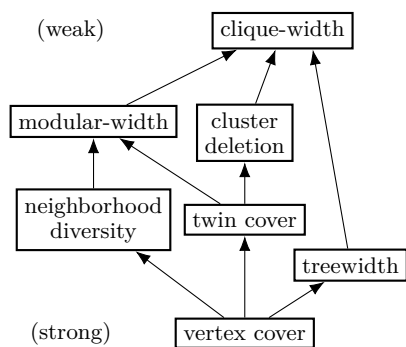 (weak)
clique-width
modular-width
cluster
deletion
neighborhood
diversity
twin cover
treewidth
(strong)
vertex cover